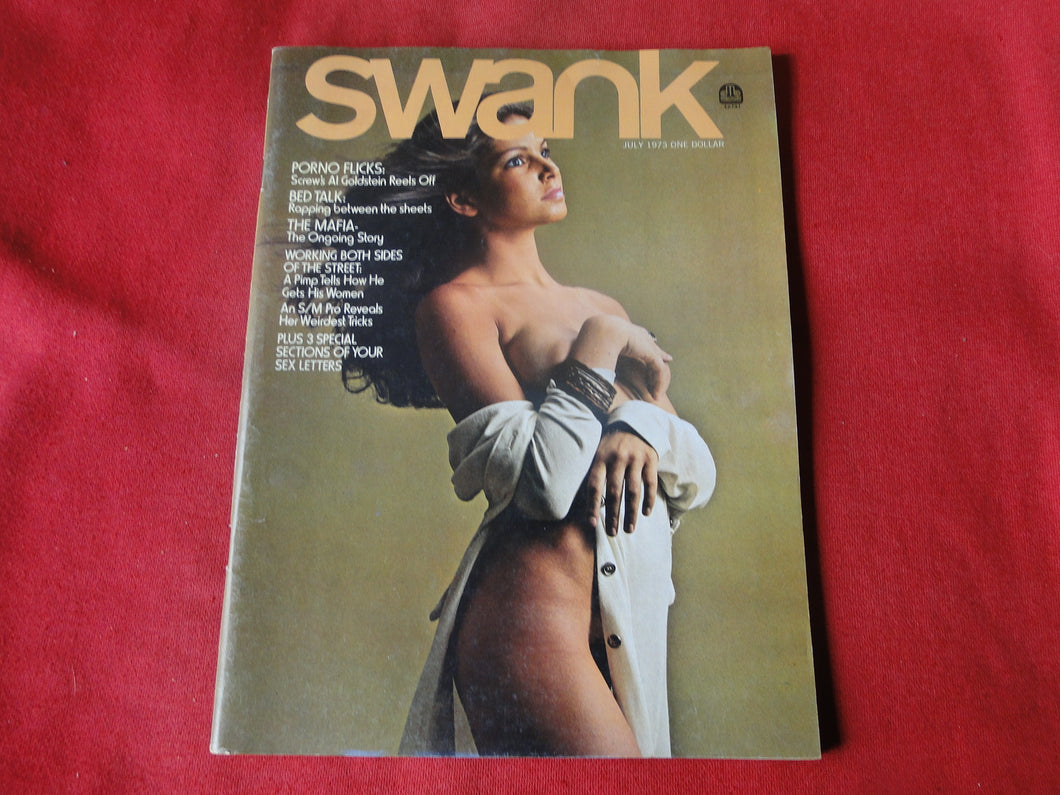 swank
JULY 1973 ONE DOLLAR
PORNO FLICKS:
Screw's Al Goldstein Reels Off
BED TALK:
Rapping between the sheets
THE MAFIA-
The Ongoing Story
WORKING BOTH SIDES
OF THE STREET:
A Pimp Tells How He
Gets His Women
An S/M Pro Reveals
Her Weirdest Tricks
PLUS 3 SPECIAL
SECTIONS OF YOUR
SEX LETTERS